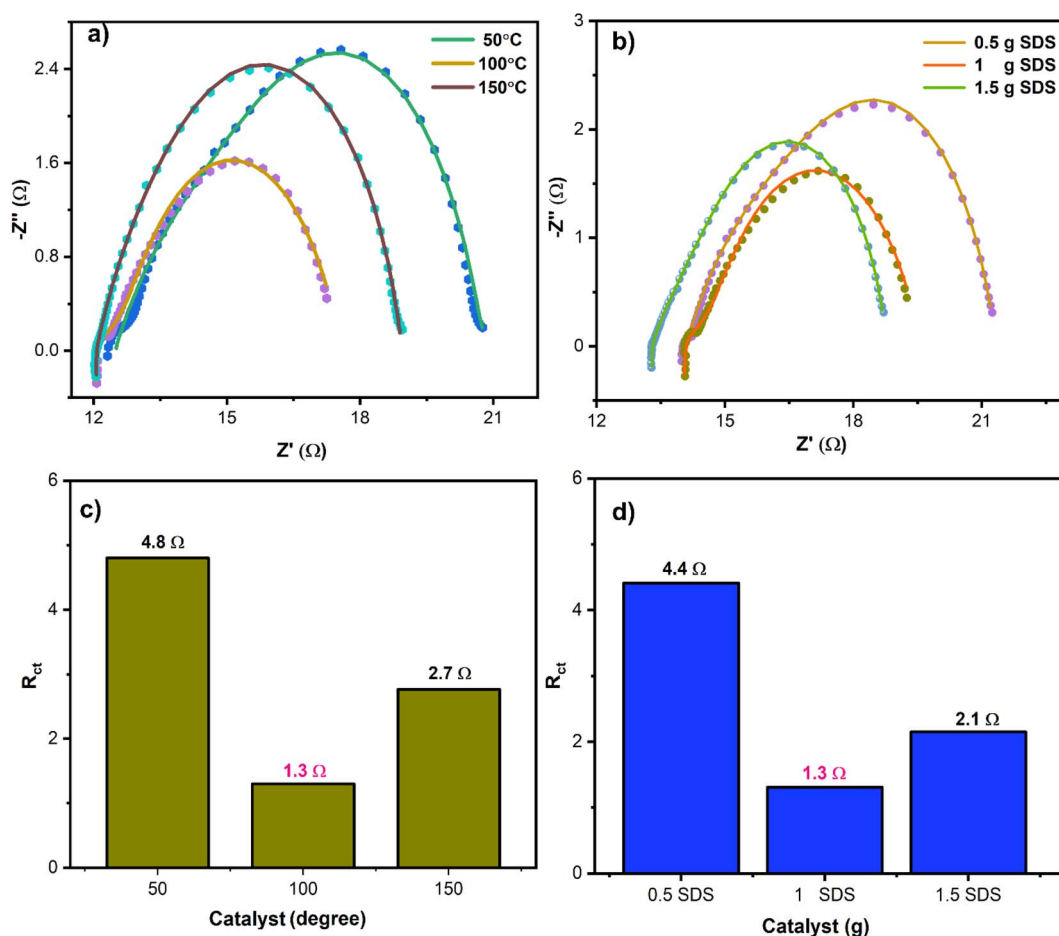 a)
50°C
100°C
150°C
2.4
1.6
0.8
0.0
-Z'' (Ω)
12 15 18 21
Z' (Ω)
b)
0.5 g SDS
1 g SDS
1.5 g SDS
3
2
1
0
-1
-Z'' (Ω)
12 15 18 21
Z' (Ω)
c)
6
4
2
0
R_ct
4.8 Ω
1.3 Ω
2.7 Ω
50 100 150
Catalyst (degree)
d)
6
4
2
0
R_ct
4.4 Ω
1.3 Ω
2.1 Ω
0.5 SDS 1 SDS 1.5 SDS
Catalyst (g)